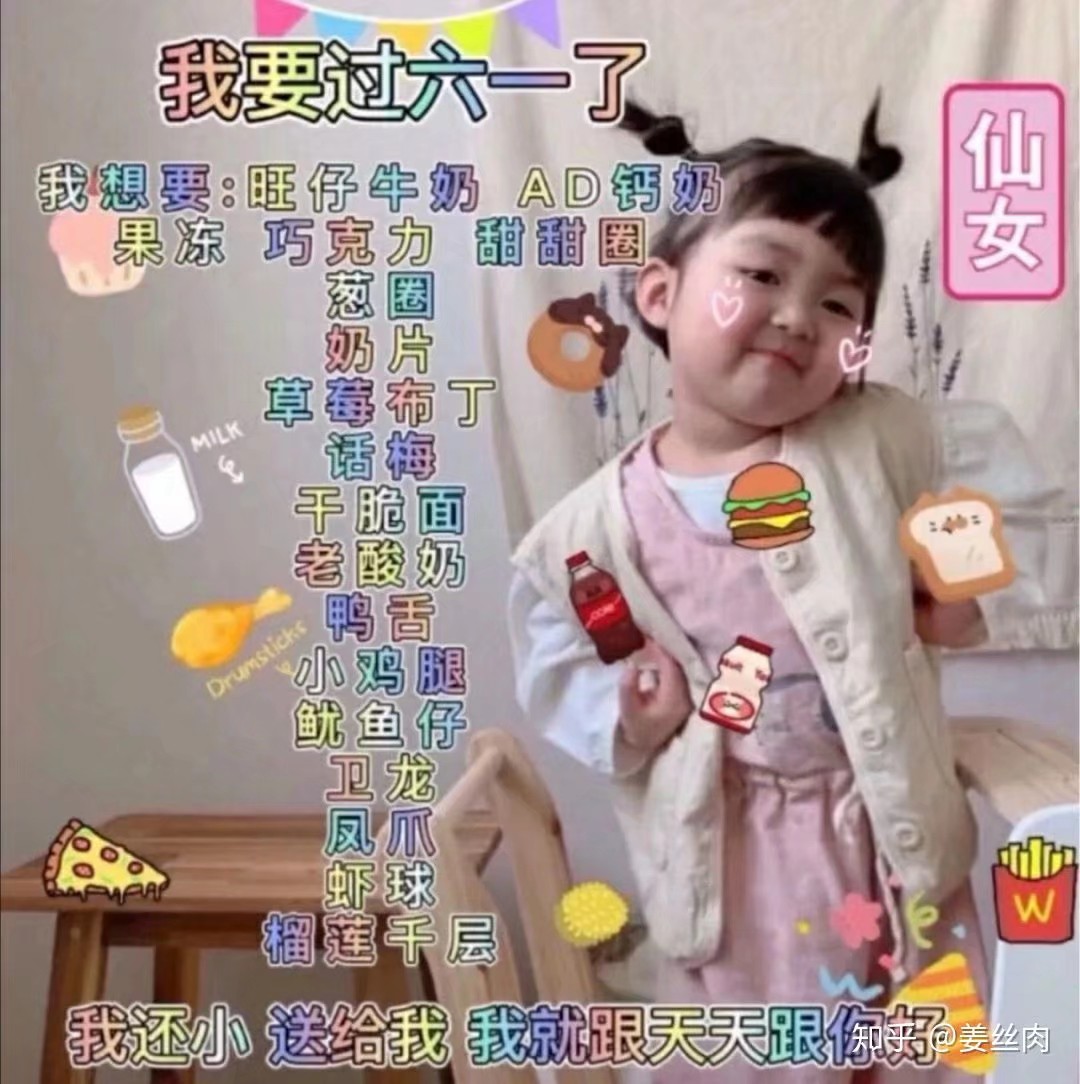 我要过六一了
仙女
我想要:旺仔牛奶 AD钙奶
果冻 巧克力 甜甜圈
葱圈
奶片
草莓布丁
话梅
MILK
干脆面
老酸奶
鸭舌
Drumsticks
小鸡腿
鱿鱼仔
卫龙
凤爪
虾球
W
榴莲千层
我还小 送给我 我就跟天天跟你好
知乎 @姜丝肉